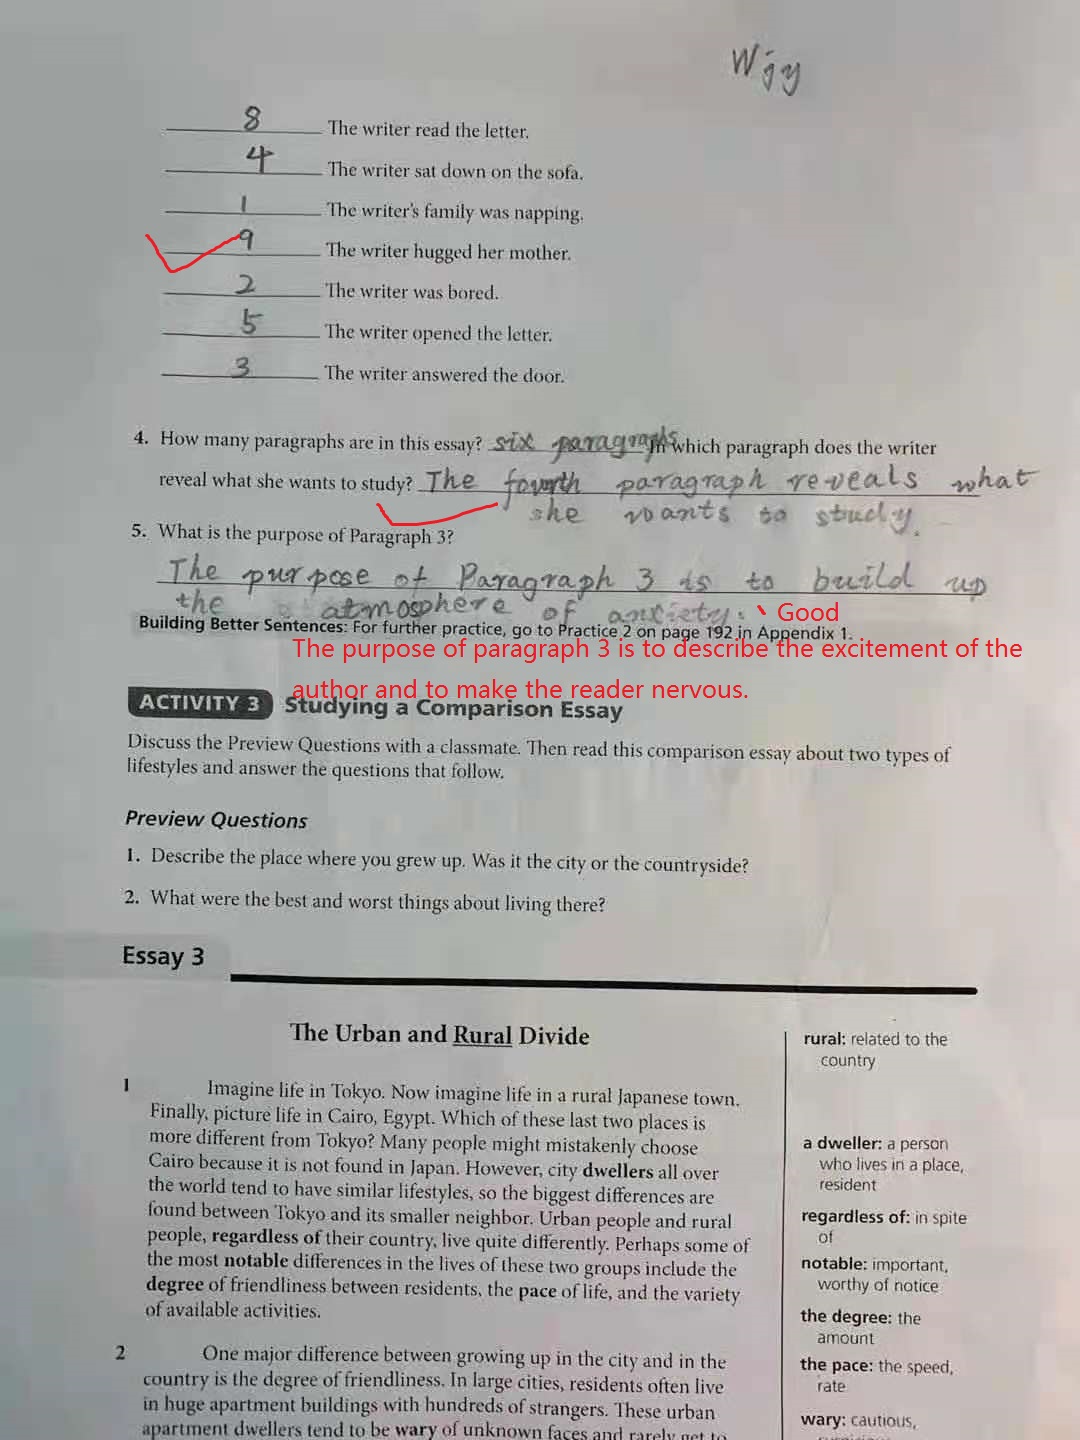 Wjy
8 The writer read the letter.
4 The writer sat down on the sofa.
1 The writer's family was napping.
9 The writer hugged her mother.
2 The writer was bored.
5 The writer opened the letter.
3 The writer answered the door.
4. How many paragraphs are in this essay? six paragraphs In which paragraph does the writer
reveal what she wants to study? The fourth paragraph reveals what
she wants to study.
5. What is the purpose of Paragraph 3?
The purpose of Paragraph 3 is to build up
the atmosphere of anxiety. Good
Building Better Sentences: For further practice, go to Practice 2 on page 192 in Appendix 1.
The purpose of paragraph 3 is to describe the excitement of the
author and to make the reader nervous.
ACTIVITY 3 Studying a Comparison Essay
Discuss the Preview Questions with a classmate. Then read this comparison essay about two types of
lifestyles and answer the questions that follow.
Preview Questions
1. Describe the place where you grew up. Was it the city or the countryside?
2. What were the best and worst things about living there?
Essay 3
The Urban and Rural Divide
1 Imagine life in Tokyo. Now imagine life in a rural Japanese town.
Finally, picture life in Cairo, Egypt. Which of these last two places is
more different from Tokyo? Many people might mistakenly choose
Cairo because it is not found in Japan. However, city dwellers all over
the world tend to have similar lifestyles, so the biggest differences are
found between Tokyo and its smaller neighbor. Urban people and rural
people, regardless of their country, live quite differently. Perhaps some of
the most notable differences in the lives of these two groups include the
degree of friendliness between residents, the pace of life, and the variety
of available activities.
2 One major difference between growing up in the city and in the
country is the degree of friendliness. In large cities, residents often live
in huge apartment buildings with hundreds of strangers. These urban
apartment dwellers tend to be wary of unknown faces and rarely get to
rural: related to the
country
a dweller: a person
who lives in a place,
resident
regardless of: in spite
of
notable: important,
worthy of notice
the degree: the
amount
the pace: the speed,
rate
wary: cautious,